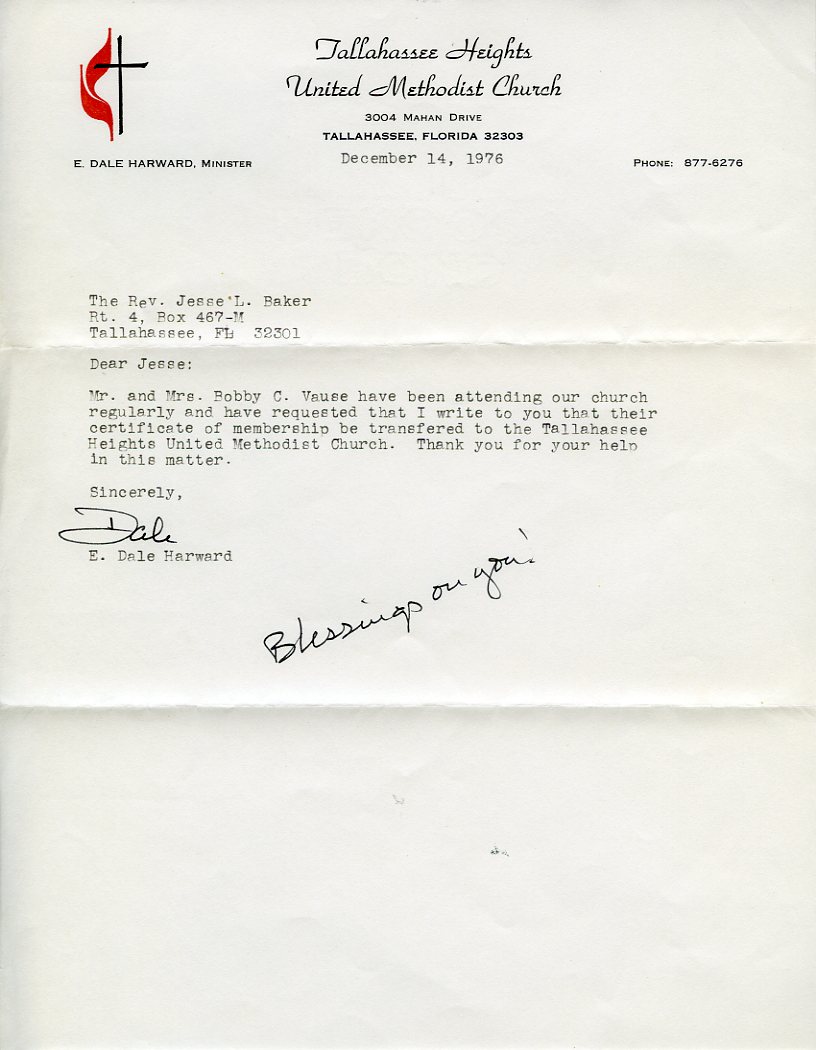 Tallahassee Heights
United Methodist Church
3004 MAHAN DRIVE
TALLAHASSEE, FLORIDA 32303
E. DALE HARWARD, MINISTER
December 14, 1976
PHONE: 877-6276
The Rev. Jesse L. Baker
Rt. 4, Box 467-M
Tallahassee, FL 32301
Dear Jesse:
Mr. and Mrs. Bobby C. Vause have been attending our church
regularly and have requested that I write to you that their
certificate of membership be transfered to the Tallahassee
Heights United Methodist Church. Thank you for your help
in this matter.
Sincerely,
Dale
E. Dale Harward
Blessings on you!